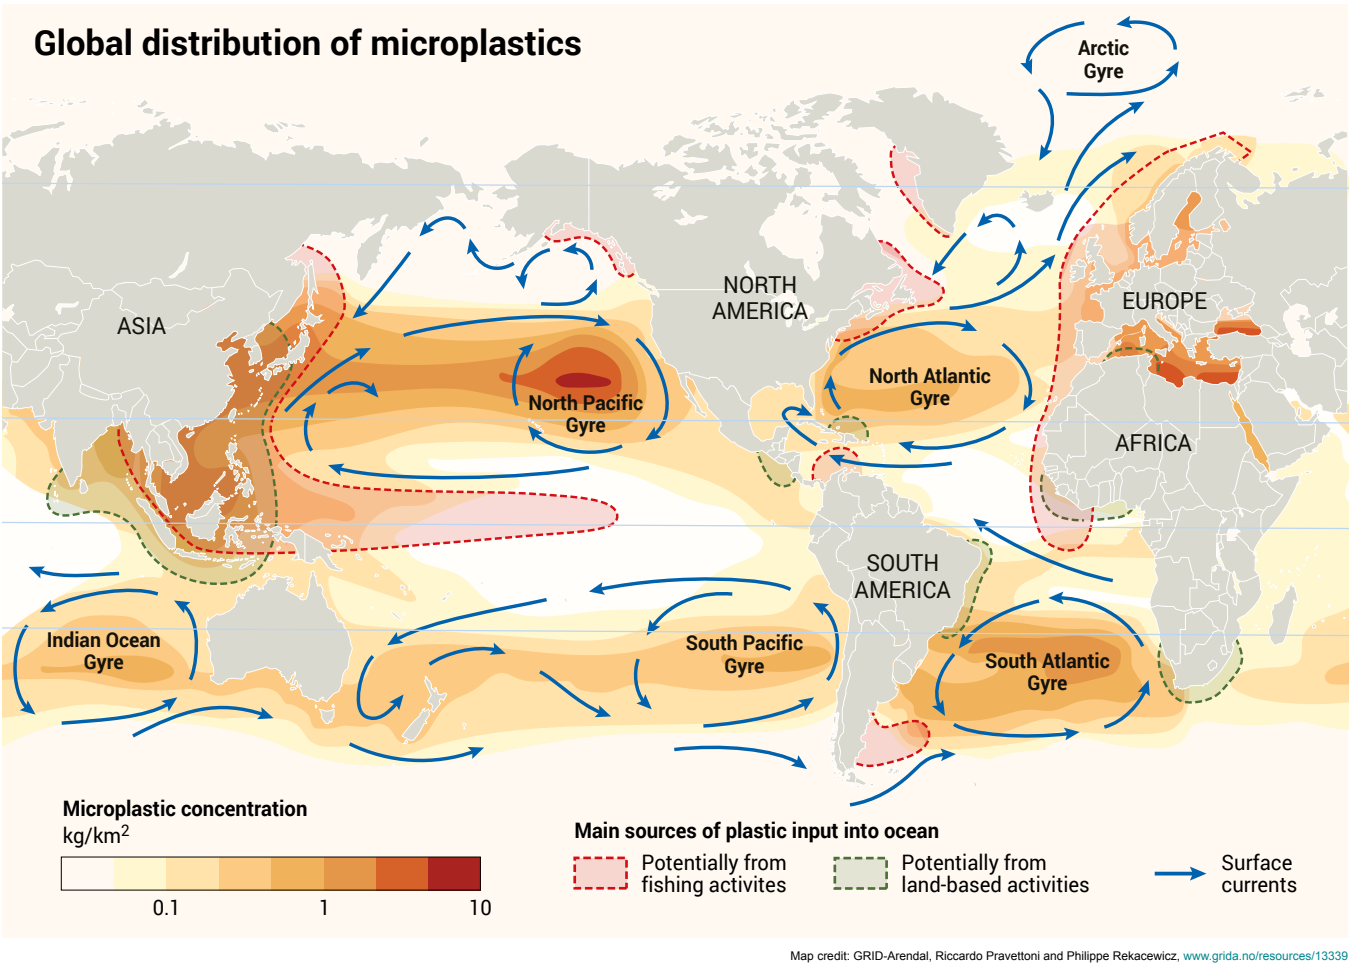 Global distribution of microplastics
Arctic
Gyre
NORTH
AMERICA
ASIA
EUROPE
North Atlantic
Gyre
North Pacific
Gyre
AFRICA
SOUTH
AMERICA
Indian Ocean
Gyre
South Pacific
Gyre
South Atlantic
Gyre
Microplastic concentration
kg/km2
0.1 1 10
Main sources of plastic input into ocean
Potentially from
fishing activites
Potentially from
land-based activities
Surface
currents
Map credit: GRID-Arendal, Riccardo Pravettoni and Philippe Rekacewicz, www.grida.no/resources/13339